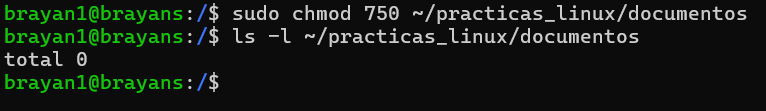 brayan1@brayans:/$ sudo chmod 750 ~/practicas_linux/documentos
brayan1@brayans:/$ ls -l ~/practicas_linux/documentos
total 0
brayan1@brayans:/$